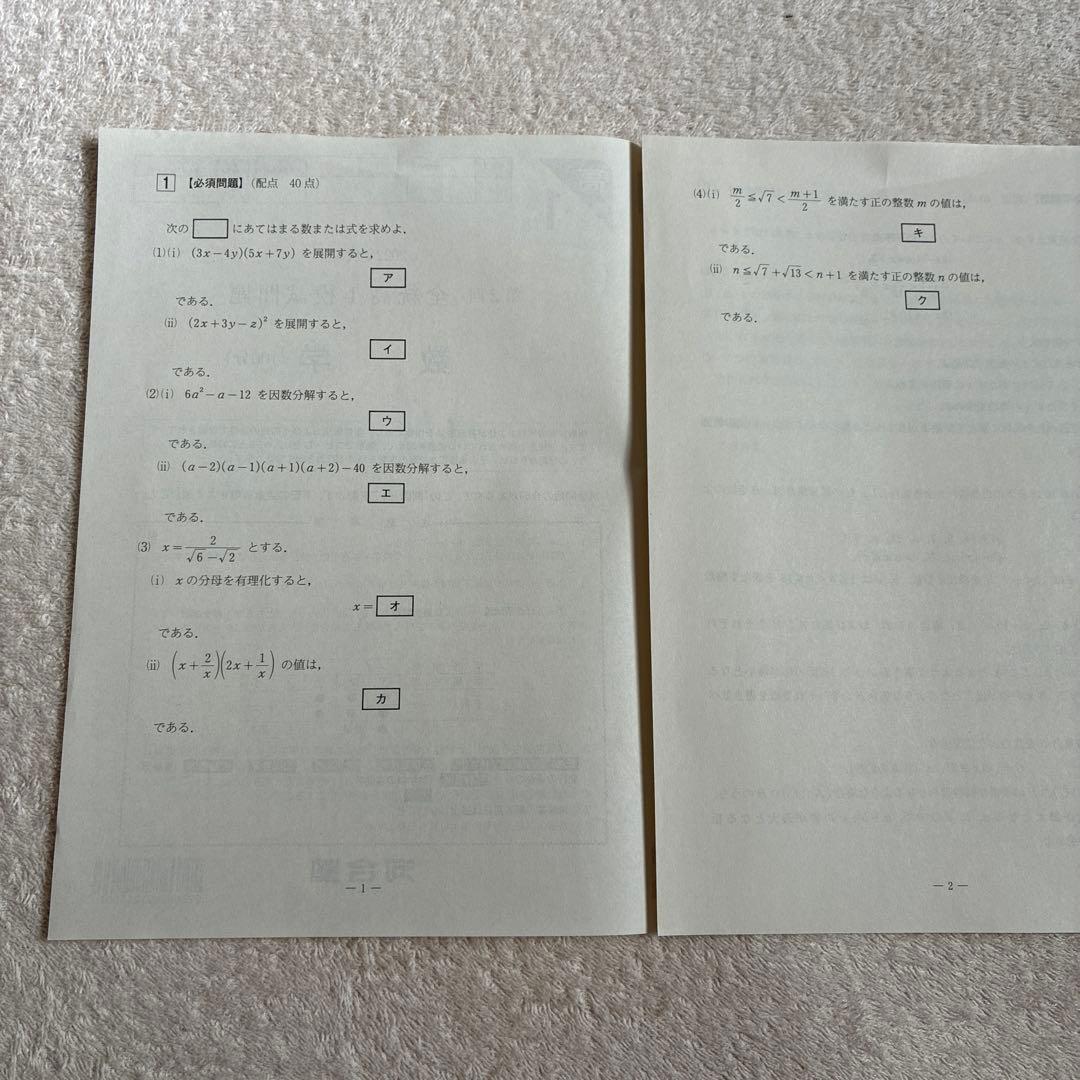 1 【必須問題】(配点 40点)
次の□にあてはまる数または式を求めよ.
(1)(i) (3x−4y)(5x+7y) を展開すると,
ア
である.
(ii) (2x+3y−z)² を展開すると,
イ
である.
(2)(i) 6a²−a−12 を因数分解すると,
ウ
である.
(ii) (a−2)(a−1)(a+1)(a+2)−40 を因数分解すると,
エ
である.
(3) x=2/(√6−√2) とする.
(i) x の分母を有理化すると,
x=オ
である.
(ii) (x+2/x)(2x+1/x) の値は,
カ
である.
— 1 —
(4)(i) m/2≦√7<(m+1)/2 を満たす正の整数 m の値は,
キ
である.
(ii) n≦√7+√13<n+1 を満たす正の整数 n の値は,
ク
である.
— 2 —